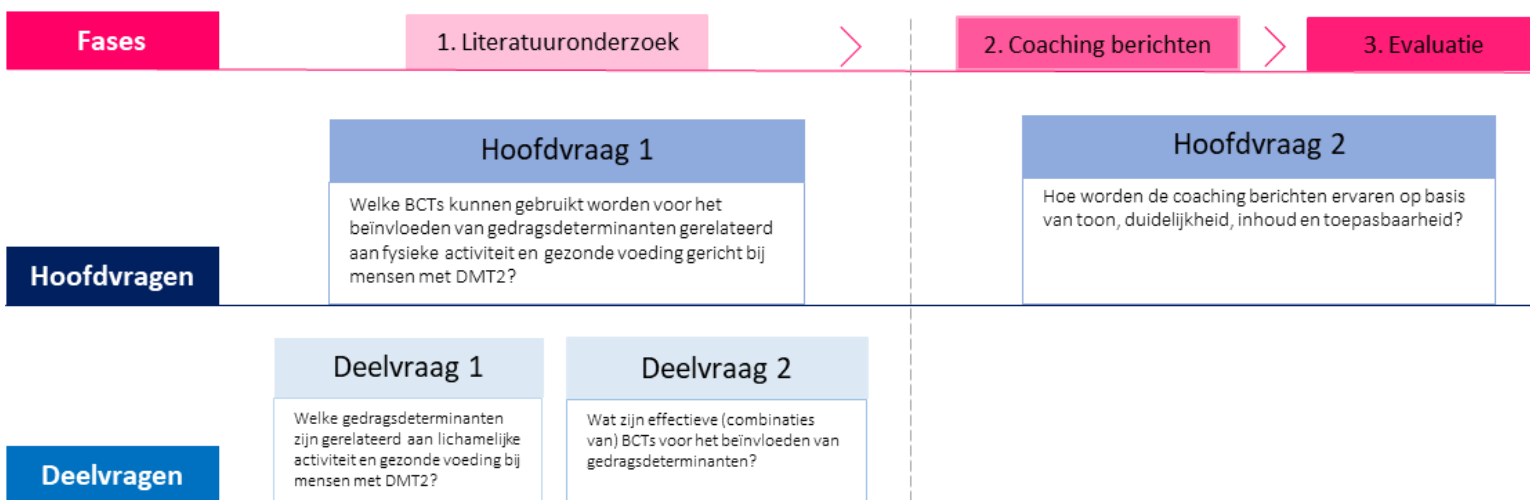 Fases
1. Literatuuronderzoek
2. Coaching berichten
3. Evaluatie
Hoofdvragen
Hoofdvraag 1
Welke BCTs kunnen gebruikt worden voor het
beïnvloeden van gedragsdeterminanten gerelateerd
aan fysieke activiteit en gezonde voeding gericht bij
mensen met DMT2?
Hoofdvraag 2
Hoe worden de coaching berichten ervaren op basis
van toon, duidelijkheid, inhoud en toepasbaarheid?
Deelvragen
Deelvraag 1
Welke gedragsdeterminanten
zijn gerelateerd aan lichamelijke
activiteit en gezonde voeding bij
mensen met DMT2?
Deelvraag 2
Wat zijn effectieve (combinaties
van) BCTs voor het beïnvloeden van
gedragsdeterminanten?